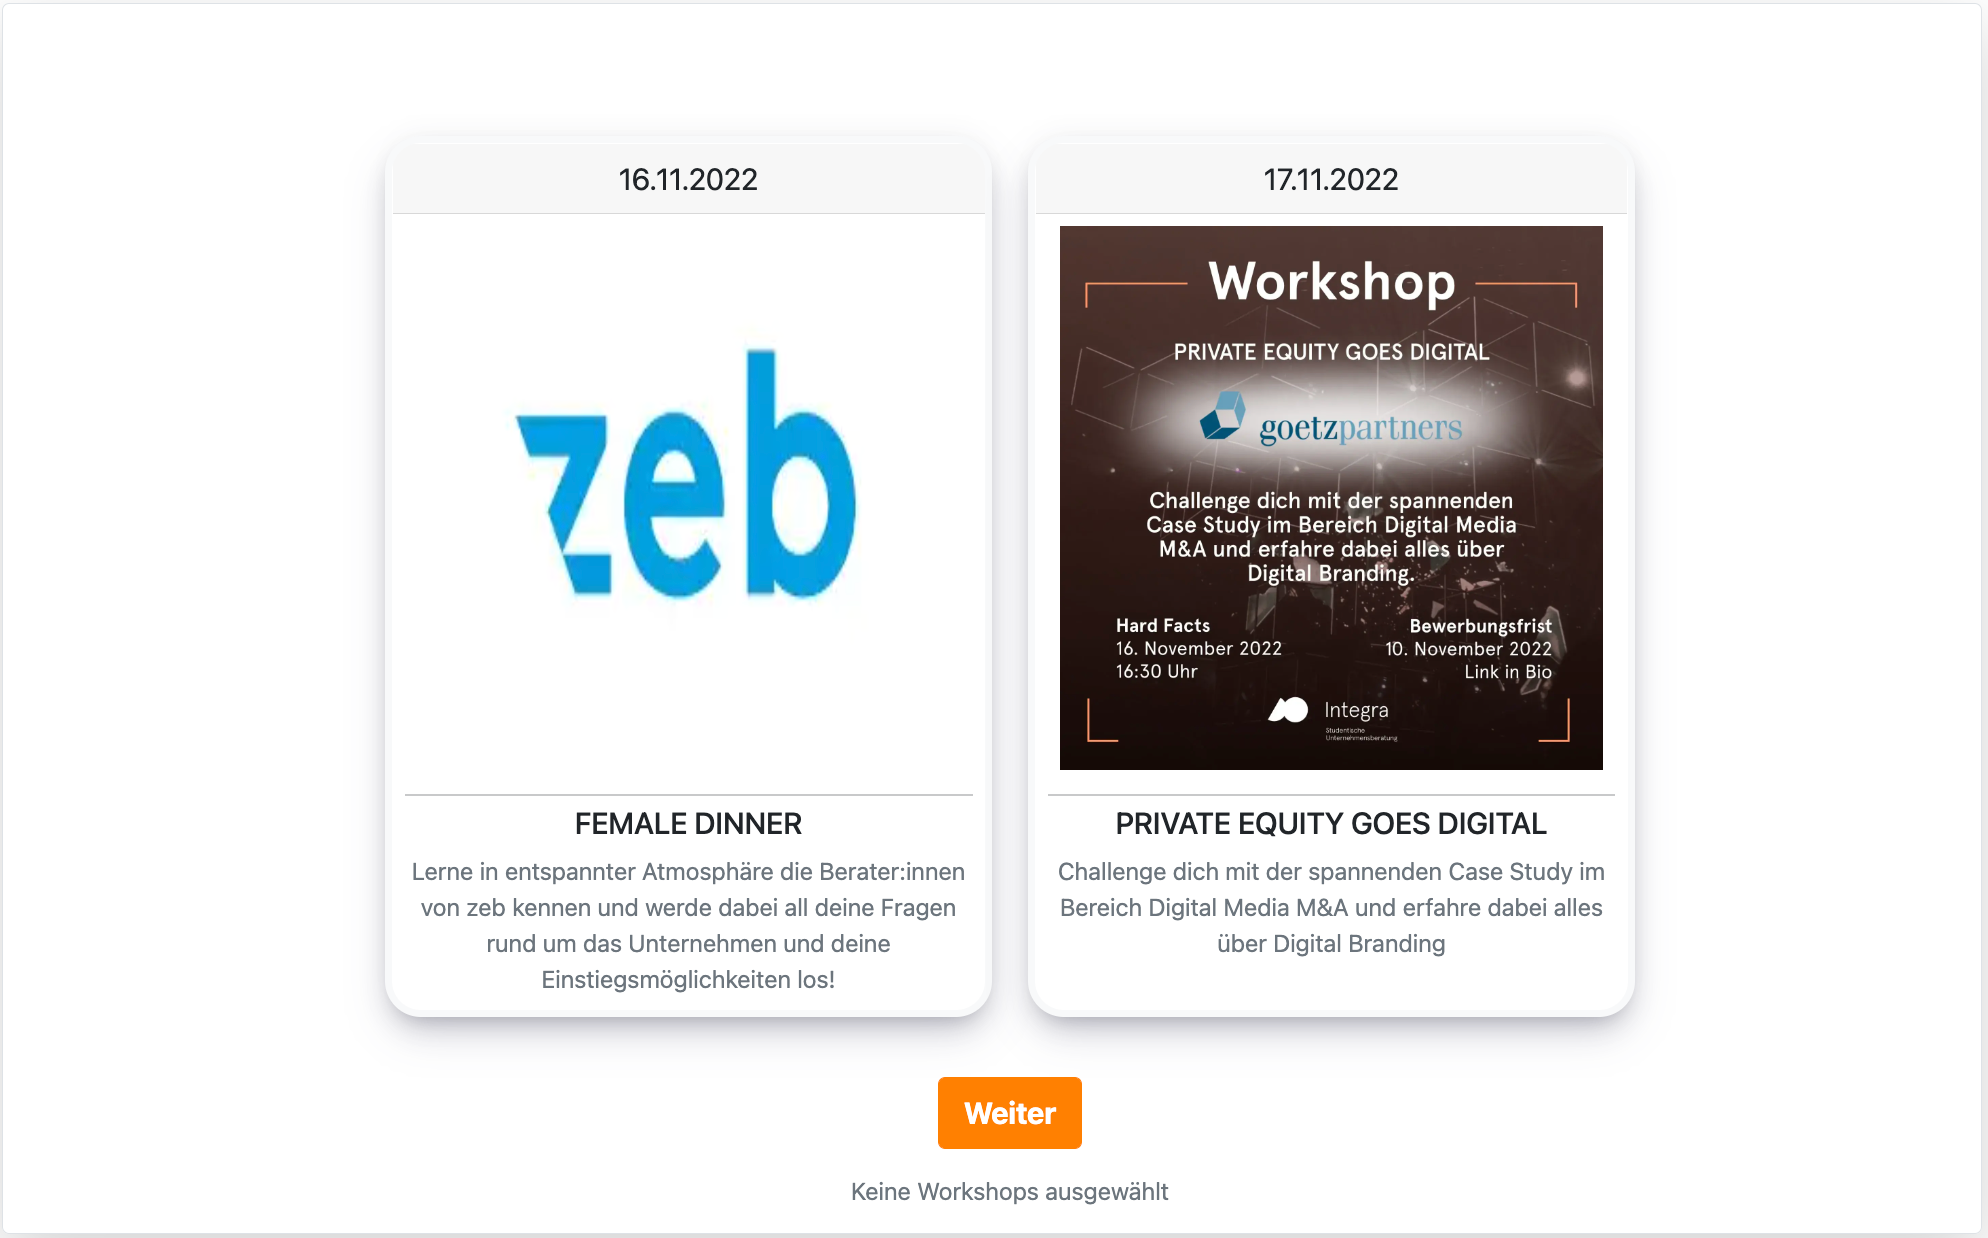 16.11.2022
zeb
FEMALE DINNER
Lerne in entspannter Atmosphäre die Berater:innen
von zeb kennen und werde dabei all deine Fragen
rund um das Unternehmen und deine
Einstiegsmöglichkeiten los!
17.11.2022
Workshop
PRIVATE EQUITY GOES DIGITAL
goetzpartners
Challenge dich mit der spannenden
Case Study im Bereich Digital Media
M&A und erfahre dabei alles über
Digital Branding.
Hard Facts
16. November 2022
16:30 Uhr
Bewerbungsfrist
10. November 2022
Link in Bio
Integra
Studentische
Unternehmensberatung
PRIVATE EQUITY GOES DIGITAL
Challenge dich mit der spannenden Case Study im
Bereich Digital Media M&A und erfahre dabei alles
über Digital Branding
Weiter
Keine Workshops ausgewählt